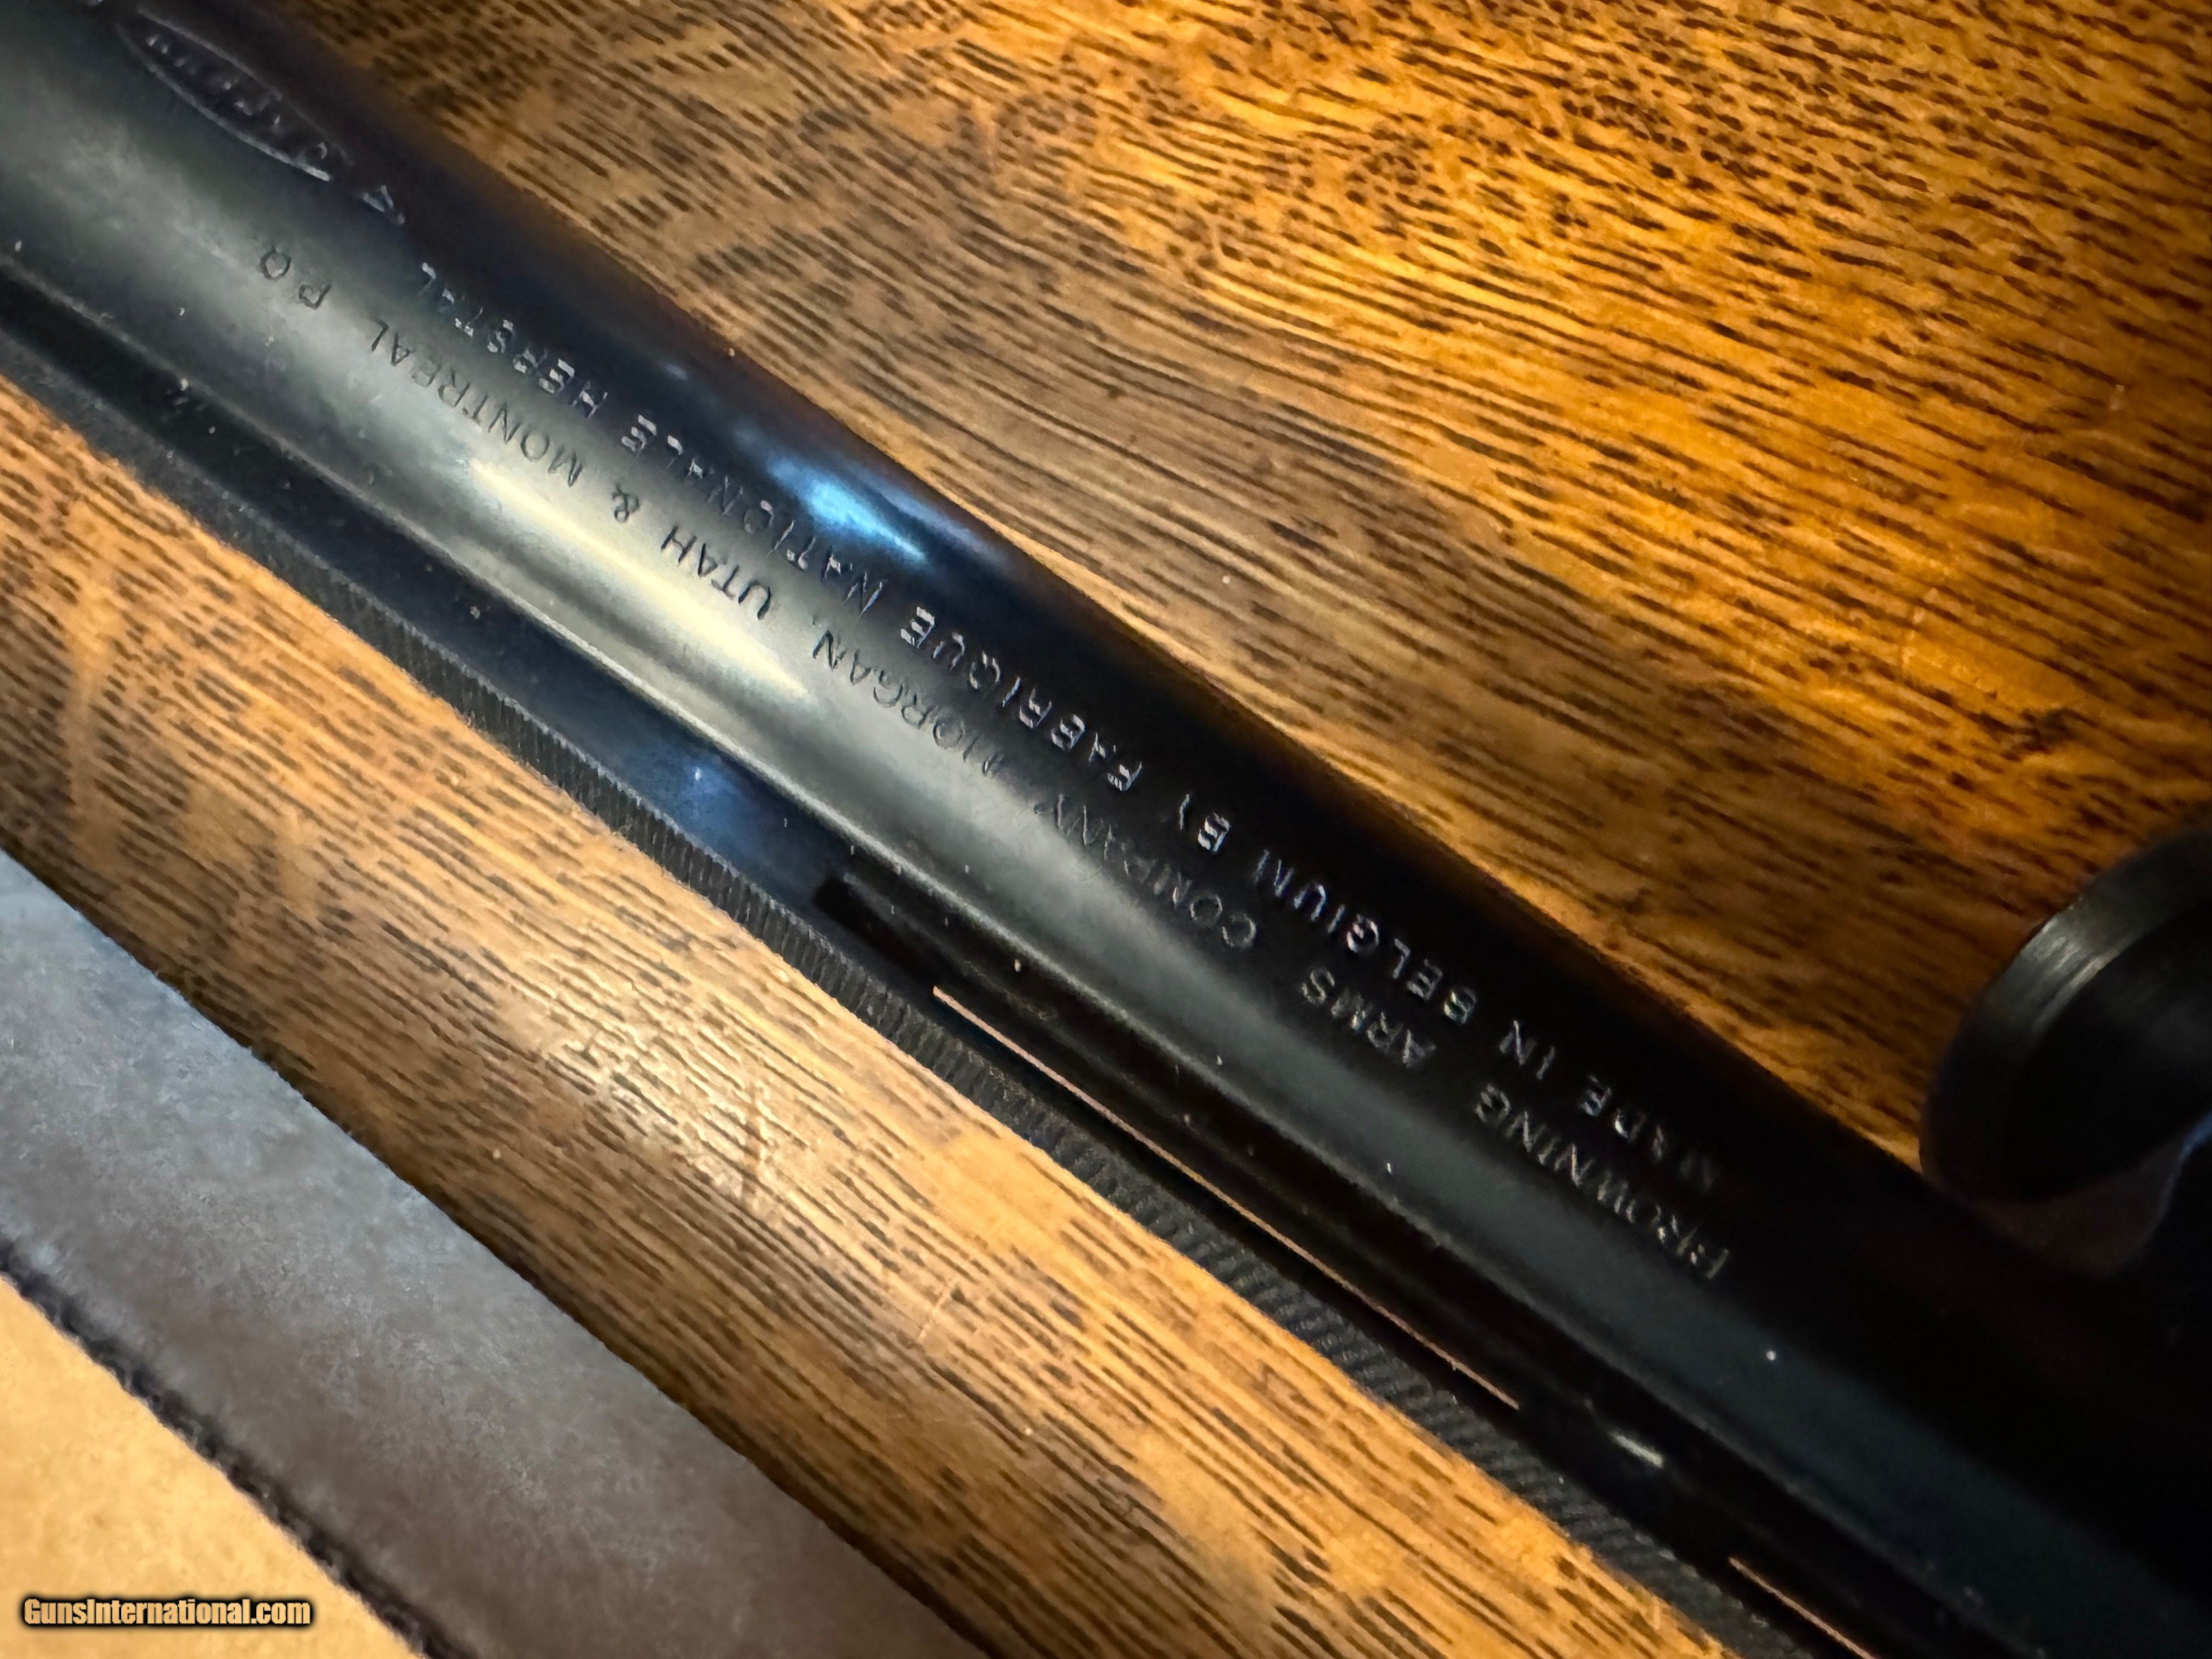 BROWNING ARMS COMPANY MORGAN, UTAH & MONTREAL P.Q.
MADE IN BELGIUM BY FABRIQUE NATIONALE HERSTAL
GunsInternational.com